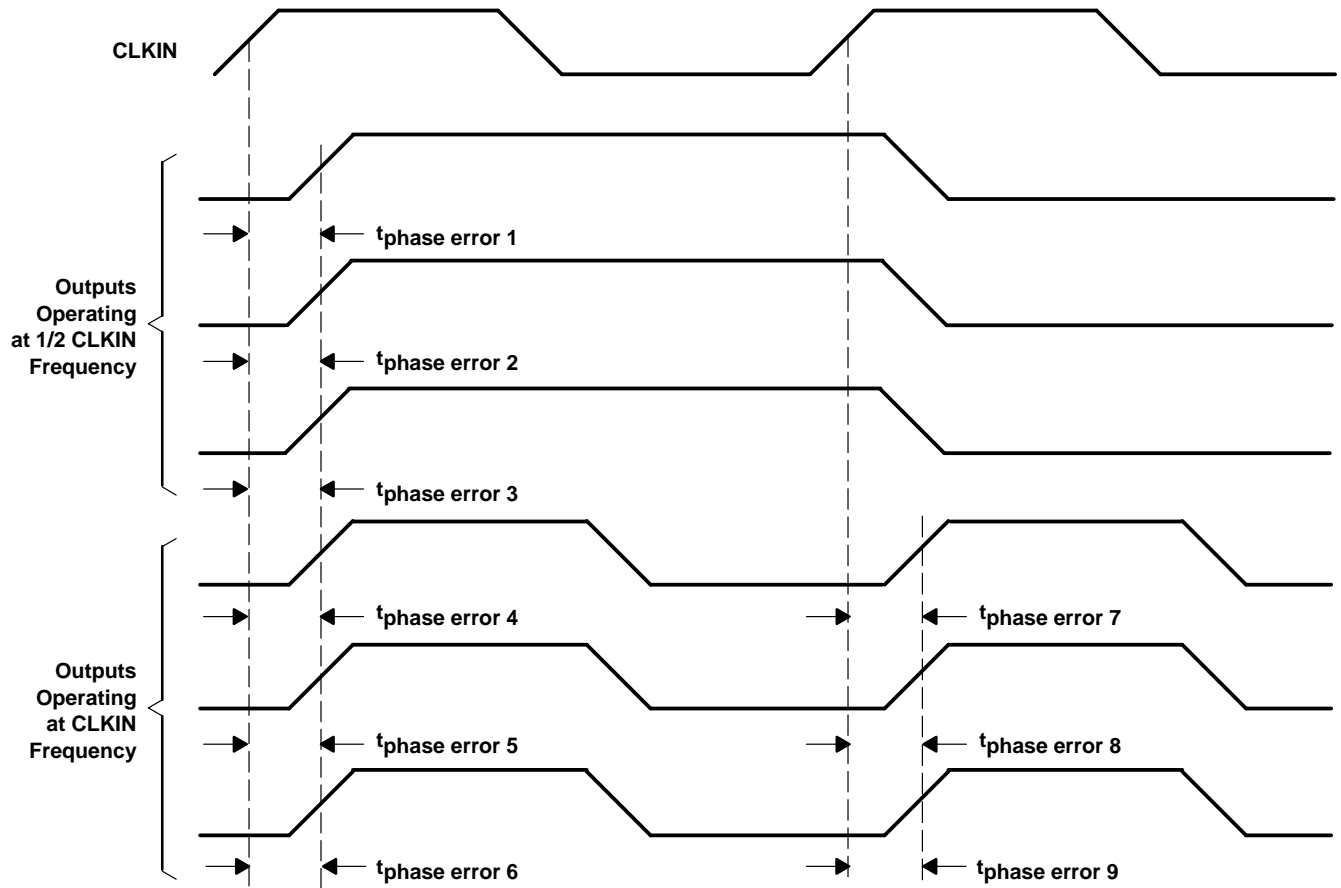 CLKIN
tphase error 1
Outputs
Operating
at 1/2 CLKIN
Frequency
tphase error 2
tphase error 3
tphase error 4
tphase error 7
Outputs
Operating
at CLKIN
Frequency
tphase error 5
tphase error 8
tphase error 6
tphase error 9